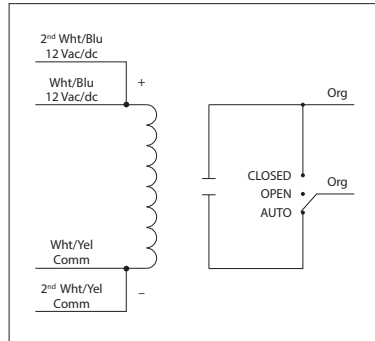 2nd Wht/Blu
12 Vac/dc
Wht/Blu
12 Vac/dc
+
Org
CLOSED
OPEN
AUTO
Org
Wht/Yel
Comm
2nd Wht/Yel
Comm
–